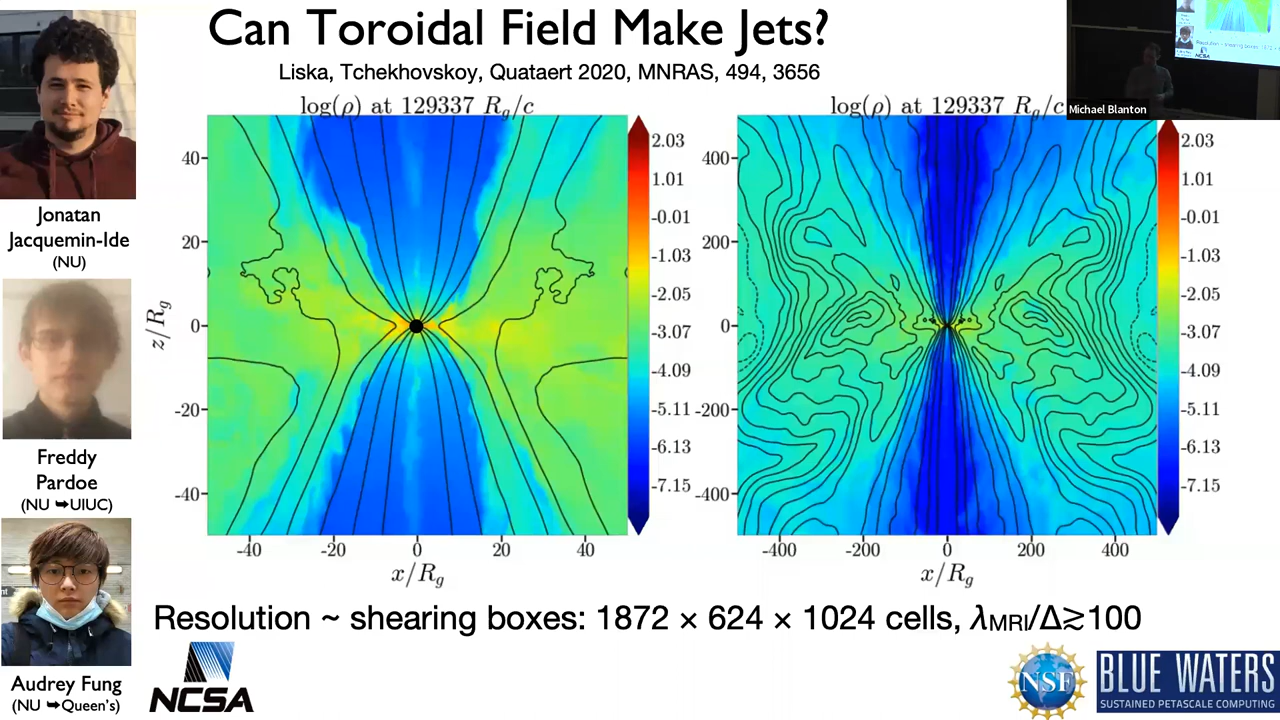 Can Toroidal Field Make Jets?
Liska, Tchekhovskoy, Quataert 2020, MNRAS, 494, 3656
Jonatan
Jacquemin-Ide
(NU)
Freddy
Pardoe
(NU ➥UIUC)
Audrey Fung
(NU ➥Queen's)
log(ρ) at 129337 R_g/c
40
20
0
-20
-40
z/R_g
-40
-20
0
20
40
x/R_g
2.03
1.01
-0.01
-1.03
-2.05
-3.07
-4.09
-5.11
-6.13
-7.15
log(ρ) at 129337 R_g/c
400
200
0
-200
-400
-400
-200
0
200
400
x/R_g
2.03
1.01
-0.01
-1.03
-2.05
-3.07
-4.09
-5.11
-6.13
-7.15
Michael Blanton
NCSA
Resolution ~ shearing boxes: 1872 × 624 × 1024 cells, λMRI/Δ≳100
NCSA
NSF
BLUE WATERS
SUSTAINED PETASCALE COMPUTING